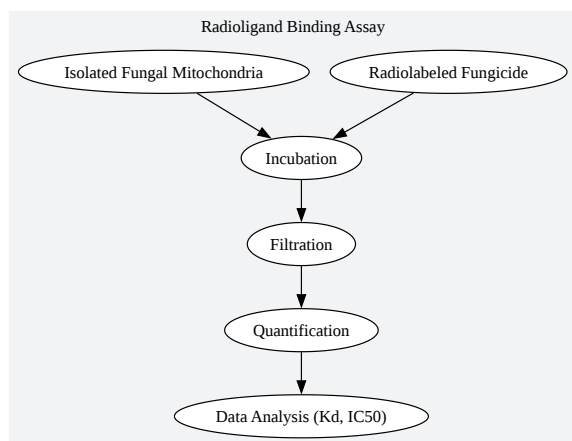 Radioligand Binding Assay
Isolated Fungal Mitochondria
Radiolabeled Fungicide
Incubation
Filtration
Quantification
Data Analysis (Kd, IC50)